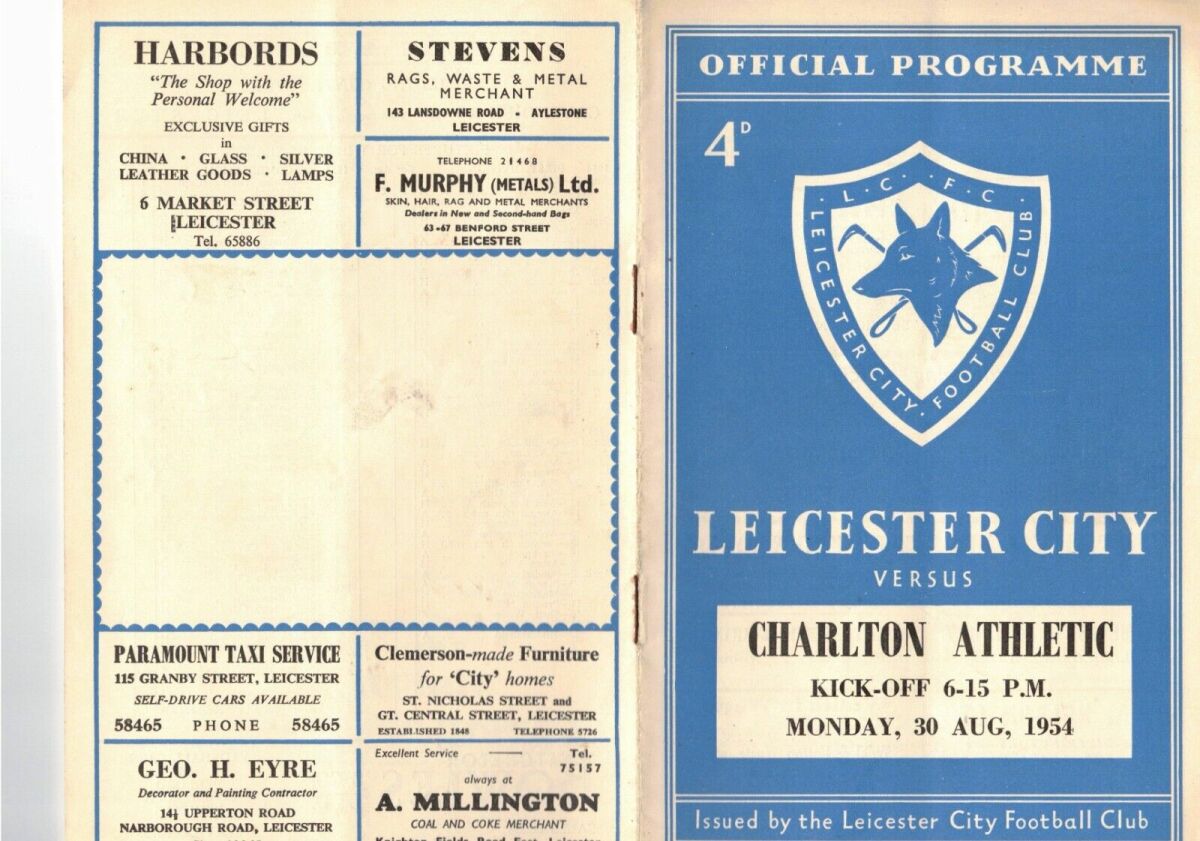 HARBORDS
"The Shop with the
Personal Welcome"
EXCLUSIVE GIFTS
in
CHINA · GLASS · SILVER
LEATHER GOODS · LAMPS
6 MARKET STREET
LEICESTER
Tel. 65886
STEVENS
RAGS, WASTE & METAL
MERCHANT
143 LANSDOWNE ROAD - AYLESTONE
LEICESTER
TELEPHONE 21468
F. MURPHY (METALS) Ltd.
SKIN, HAIR, RAG AND METAL MERCHANTS
Dealers in New and Second-hand Bags
63-67 BENFORD STREET
LEICESTER
PARAMOUNT TAXI SERVICE
115 GRANBY STREET, LEICESTER
SELF-DRIVE CARS AVAILABLE
58465 PHONE 58465
Clemerson-made Furniture
for 'City' homes
ST. NICHOLAS STREET and
GT. CENTRAL STREET, LEICESTER
ESTABLISHED 1848 TELEPHONE 5726
GEO. H. EYRE
Decorator and Painting Contractor
14½ UPPERTON ROAD
NARBOROUGH ROAD, LEICESTER
Excellent Service —— Tel.
75157
always at
A. MILLINGTON
COAL AND COKE MERCHANT
Knighton Fields Road East, Leicester
OFFICIAL PROGRAMME
4D
L · C · · F · C ·
· LEICESTER CITY · FOOTBALL CLUB ·
LEICESTER CITY
VERSUS
CHARLTON ATHLETIC
KICK-OFF 6-15 P.M.
MONDAY, 30 AUG, 1954
Issued by the Leicester City Football Club